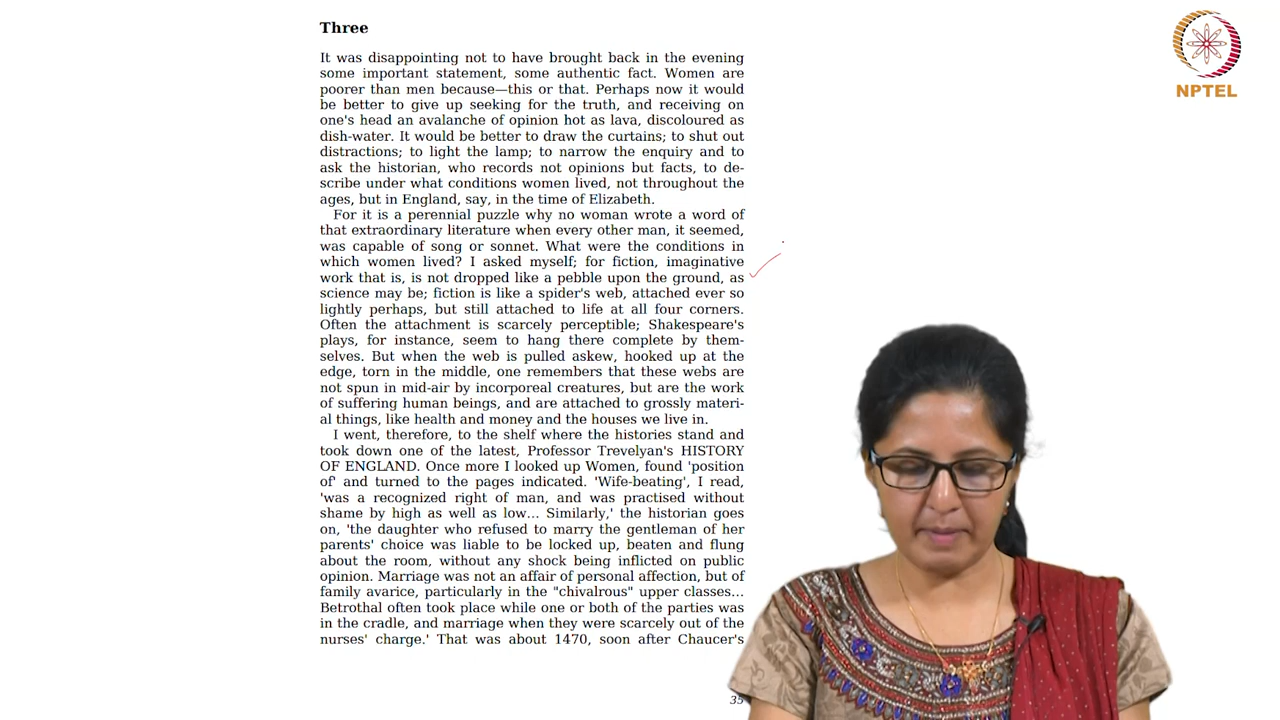 Three
It was disappointing not to have brought back in the evening
some important statement, some authentic fact. Women are
poorer than men because—this or that. Perhaps now it would
be better to give up seeking for the truth, and receiving on
one's head an avalanche of opinion hot as lava, discoloured as
dish-water. It would be better to draw the curtains; to shut out
distractions; to light the lamp; to narrow the enquiry and to
ask the historian, who records not opinions but facts, to de-
scribe under what conditions women lived, not throughout the
ages, but in England, say, in the time of Elizabeth.
For it is a perennial puzzle why no woman wrote a word of
that extraordinary literature when every other man, it seemed,
was capable of song or sonnet. What were the conditions in
which women lived? I asked myself; for fiction, imaginative
work that is, is not dropped like a pebble upon the ground, as
science may be; fiction is like a spider's web, attached ever so
lightly perhaps, but still attached to life at all four corners.
Often the attachment is scarcely perceptible; Shakespeare's
plays, for instance, seem to hang there complete by them-
selves. But when the web is pulled askew, hooked up at the
edge, torn in the middle, one remembers that these webs are
not spun in mid-air by incorporeal creatures, but are the work
of suffering human beings, and are attached to grossly materi-
al things, like health and money and the houses we live in.
I went, therefore, to the shelf where the histories stand and
took down one of the latest, Professor Trevelyan's HISTORY
OF ENGLAND. Once more I looked up Women, found 'position
of' and turned to the pages indicated. 'Wife-beating', I read,
'was a recognized right of man, and was practised without
shame by high as well as low... Similarly,' the historian goes
on, 'the daughter who refused to marry the gentleman of her
parents' choice was liable to be locked up, beaten and flung
about the room, without any shock being inflicted on public
opinion. Marriage was not an affair of personal affection, but of
family avarice, particularly in the "chivalrous" upper classes...
Betrothal often took place while one or both of the parties was
in the cradle, and marriage when they were scarcely out of the
nurses' charge.' That was about 1470, soon after Chaucer's
35
NPTEL